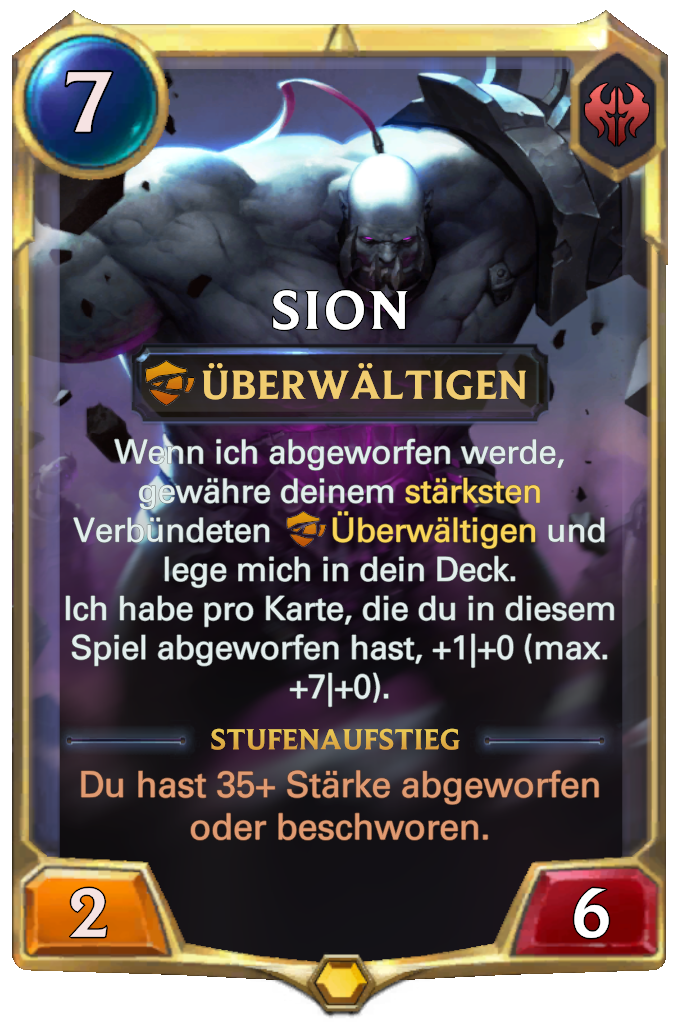 7
SION
ÜBERWÄLTIGEN
Wenn ich abgeworfen werde,
gewähre deinem stärksten
Verbündeten Überwältigen und
lege mich in dein Deck.
Ich habe pro Karte, die du in diesem
Spiel abgeworfen hast, +1|+0 (max.
+7|+0).
STUFENAUFSTIEG
Du hast 35+ Stärke abgeworfen
oder beschworen.
2
6